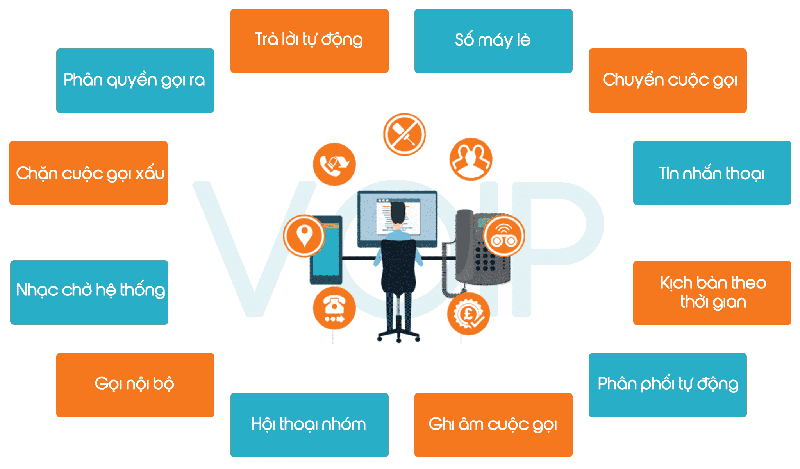 Trả lời tự động
Số máy lẻ
Phân quyền gọi ra
Chuyển cuộc gọi
Chặn cuộc gọi xấu
Tin nhắn thoại
VOIP
Nhạc chờ hệ thống
Kịch bản theo
thời gian
Gọi nội bộ
Phân phối tự động
Hội thoại nhóm
Ghi âm cuộc gọi